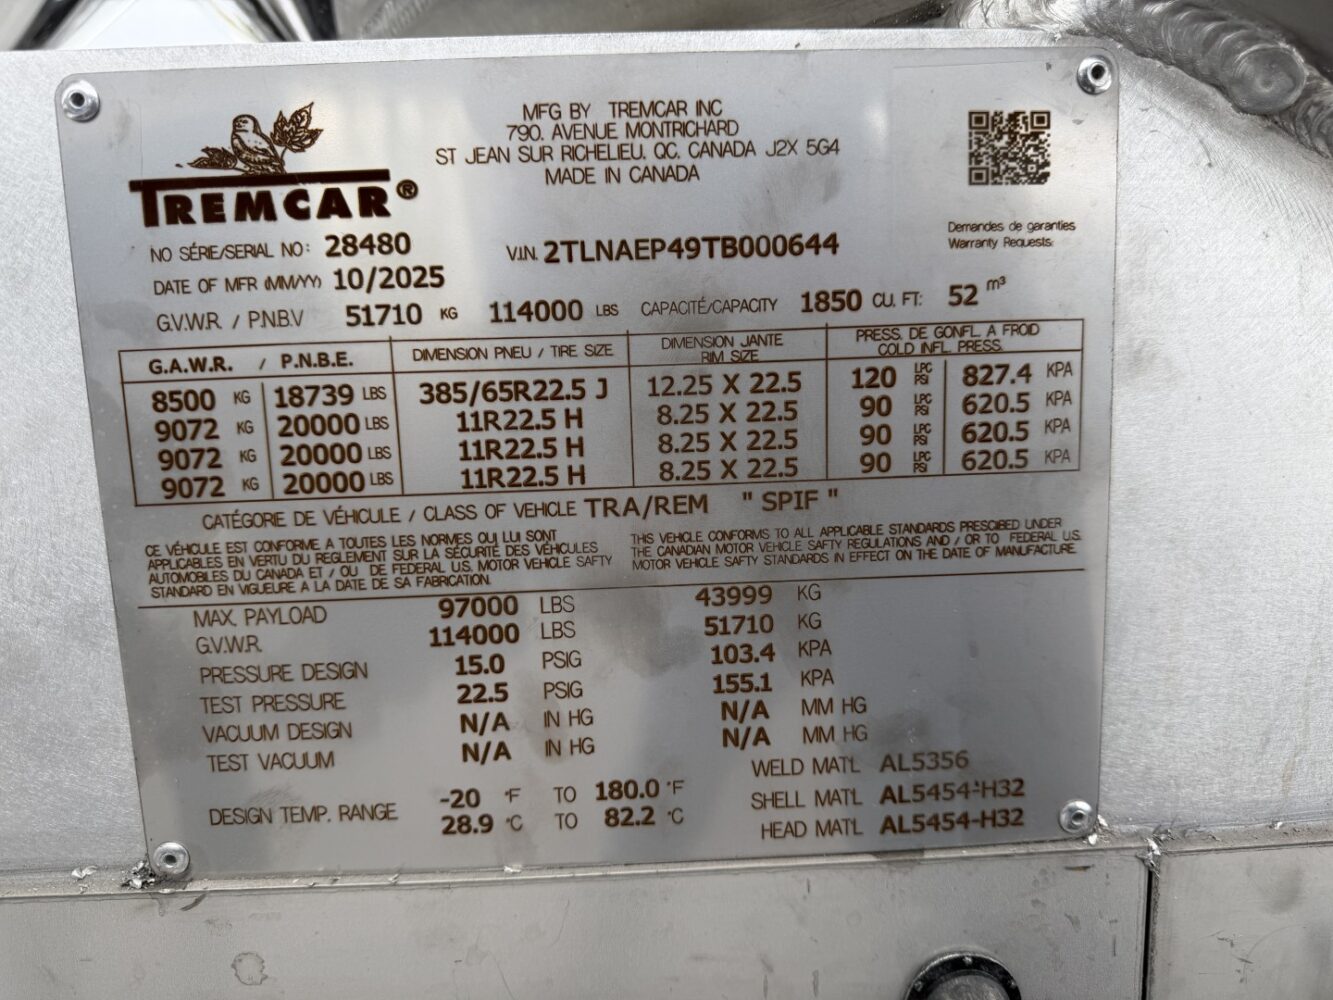 MFG BY TREMCAR INC
790, AVENUE MONTRICHARD
ST JEAN SUR RICHELIEU, QC, CANADA J2X 5G4
MADE IN CANADA
TREMCAR®
NO SÉRIE/SERIAL NO: 28480 V.I.N. 2TLNAEP49TB000644
Demandes de garanties
Warranty Requests:
DATE OF MFR (MM/YY) 10/2025
G.V.W.R. / P.N.B.V 51710 KG 114000 LBS CAPACITÉ/CAPACITY 1850 CU. FT: 52 m³
G.A.W.R. / P.N.B.E. DIMENSION PNEU / TIRE SIZE DIMENSION JANTE RIM SIZE PRESS. DE GONFL. A FROID COLD INFL. PRESS.
8500 KG 18739 LBS 385/65R22.5 J 12.25 X 22.5 120 LPC PSI 827.4 KPA
9072 KG 20000 LBS 11R22.5 H 8.25 X 22.5 90 LPC PSI 620.5 KPA
9072 KG 20000 LBS 11R22.5 H 8.25 X 22.5 90 LPC PSI 620.5 KPA
9072 KG 20000 LBS 11R22.5 H 8.25 X 22.5 90 LPC PSI 620.5 KPA
CATÉGORIE DE VÉHICULE / CLASS OF VEHICLE TRA/REM " SPIF "
CE VÉHICULE EST CONFORME A TOUTES LES NORMES QUI LUI SONT
APPLICABLES EN VERTU DU REGLEMENT SUR LA SÉCURITÉ DES VÉHICULES
AUTOMOBILES DU CANADA ET / OU DE FEDERAL U.S. MOTOR VEHICLE SAFTY
STANDARD EN VIGUEURE A LA DATE DE SA FABRICATION.
THIS VEHICLE CONFORMS TO ALL APPLICABLE STANDARDS PRESCIBED UNDER
THE CANADIAN MOTOR VEHICLE SAFTY REGULATIONS AND / OR TO FEDERAL U.S.
MOTOR VEHICLE SAFTY STANDARDS IN EFFECT ON THE DATE OF MANUFACTURE.
MAX. PAYLOAD 97000 LBS 43999 KG
G.V.W.R. 114000 LBS 51710 KG
PRESSURE DESIGN 15.0 PSIG 103.4 KPA
TEST PRESSURE 22.5 PSIG 155.1 KPA
VACUUM DESIGN N/A IN HG N/A MM HG
TEST VACUUM N/A IN HG N/A MM HG
DESIGN TEMP. RANGE -20 °F TO 180.0 °F
28.9 °C TO 82.2 °C
WELD MATL AL5356
SHELL MATL AL5454-H32
HEAD MATL AL5454-H32